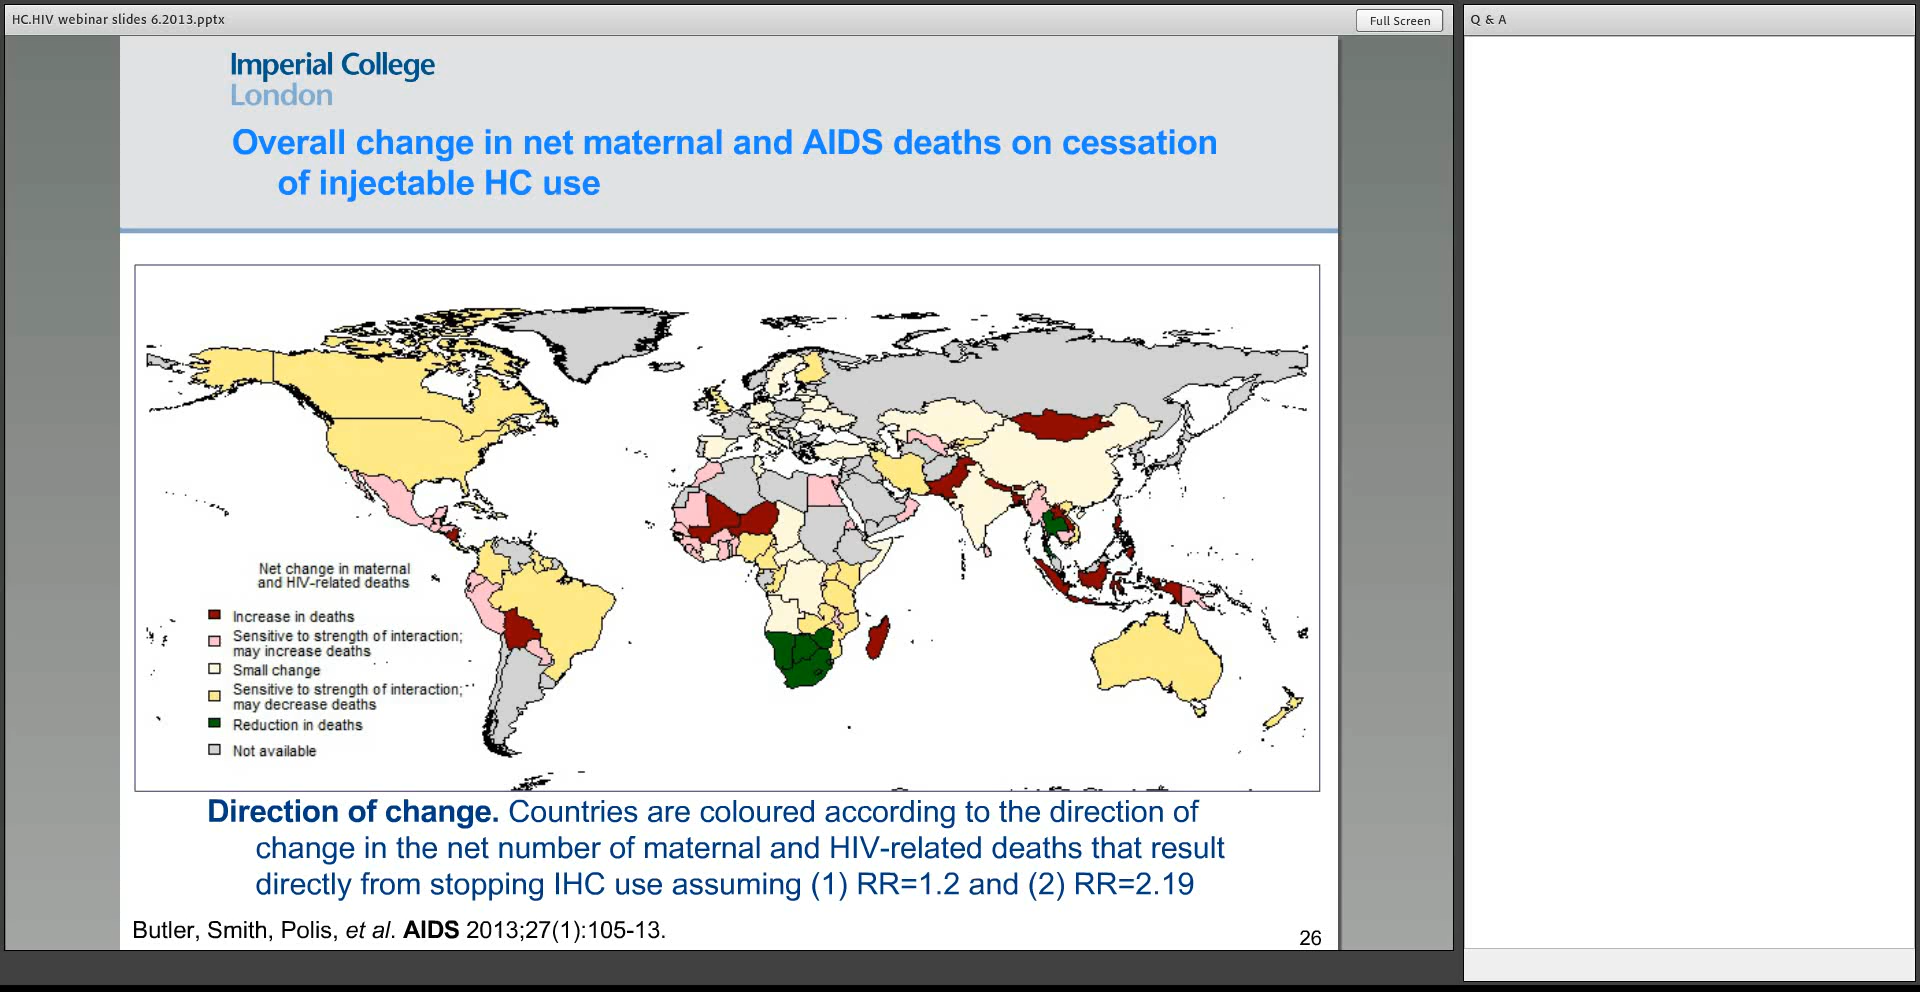 HC.HIV webinar slides 6.2013.pptx
Full Screen
Q & A
Imperial College
London
Overall change in net maternal and AIDS deaths on cessation
of injectable HC use
Net change in maternal
and HIV-related deaths
Increase in deaths
Sensitive to strength of interaction;
may increase deaths
Small change
Sensitive to strength of interaction;
may decrease deaths
Reduction in deaths
Not available
Direction of change. Countries are coloured according to the direction of
change in the net number of maternal and HIV-related deaths that result
directly from stopping IHC use assuming (1) RR=1.2 and (2) RR=2.19
Butler, Smith, Polis, et al. AIDS 2013;27(1):105-13.
26